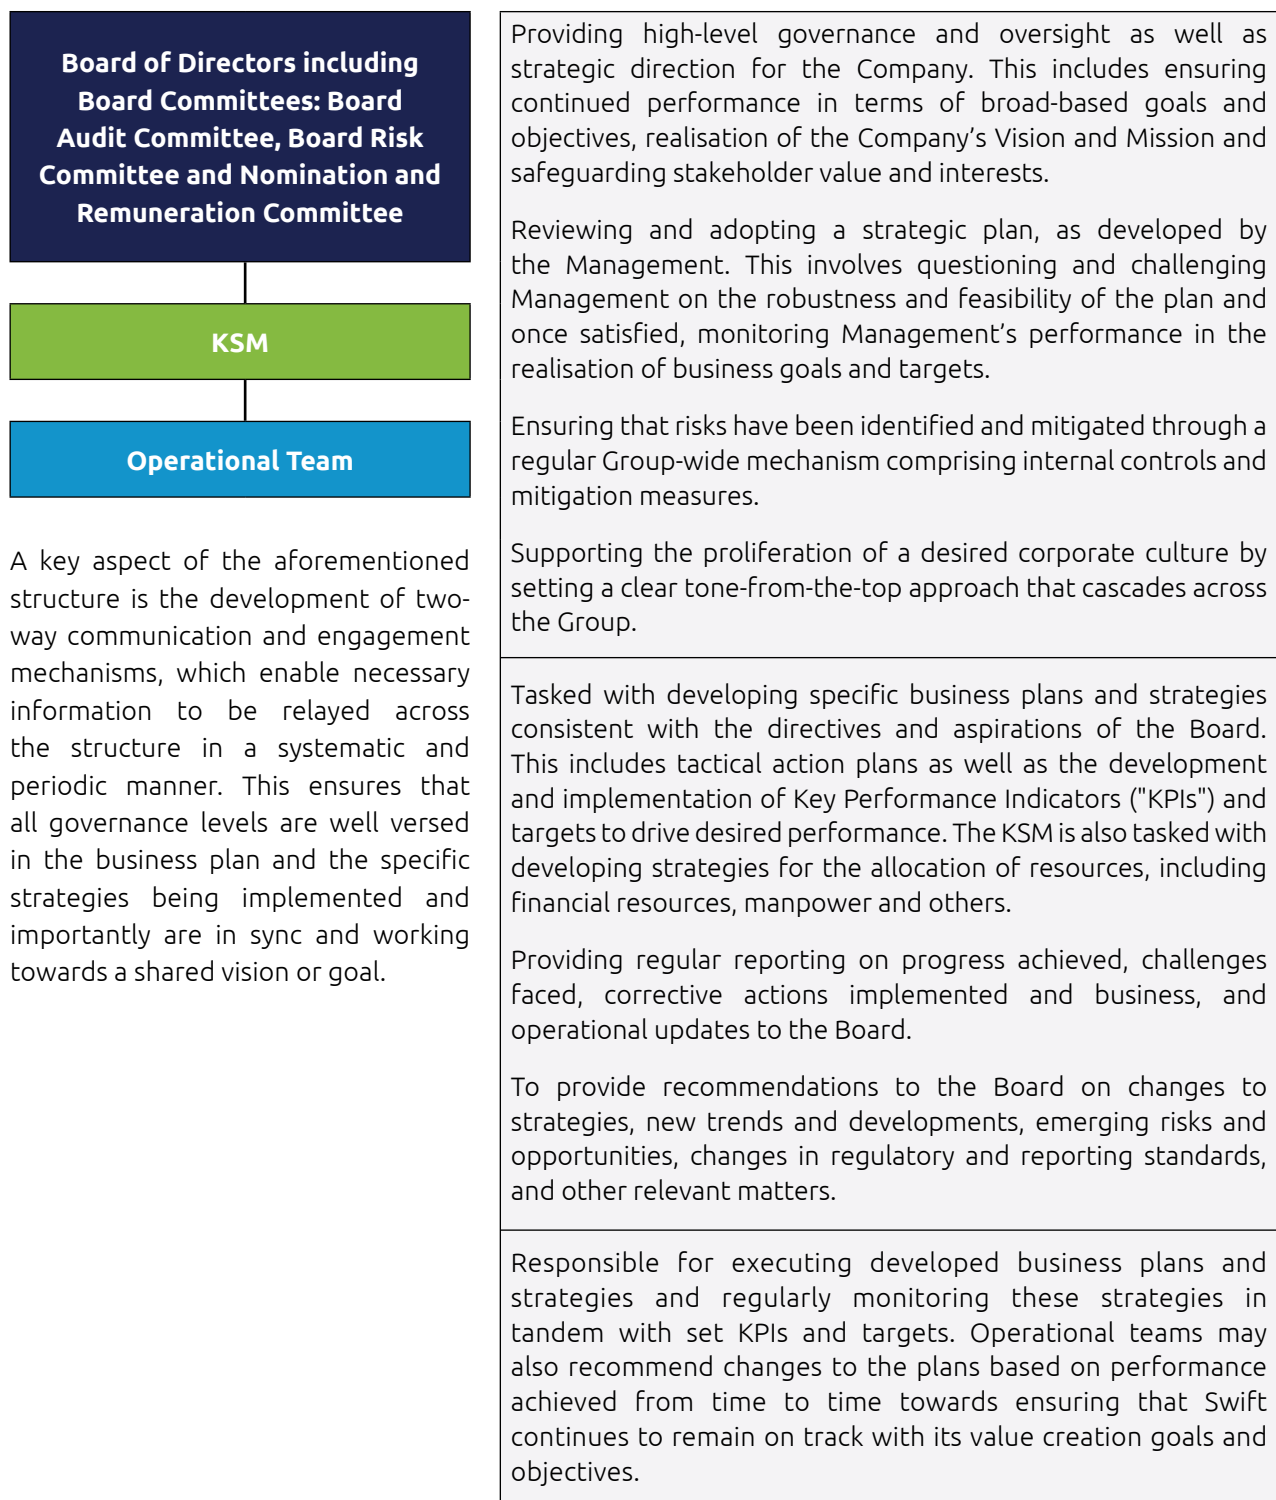 Board of Directors including
Board Committees: Board
Audit Committee, Board Risk
Committee and Nomination and
Remuneration Committee
KSM
Operational Team
A key aspect of the aforementioned
structure is the development of two-
way communication and engagement
mechanisms, which enable necessary
information to be relayed across
the structure in a systematic and
periodic manner. This ensures that
all governance levels are well versed
in the business plan and the specific
strategies being implemented and
importantly are in sync and working
towards a shared vision or goal.
Providing high-level governance and oversight as well as
strategic direction for the Company. This includes ensuring
continued performance in terms of broad-based goals and
objectives, realisation of the Company's Vision and Mission and
safeguarding stakeholder value and interests.
Reviewing and adopting a strategic plan, as developed by
the Management. This involves questioning and challenging
Management on the robustness and feasibility of the plan and
once satisfied, monitoring Management's performance in the
realisation of business goals and targets.
Ensuring that risks have been identified and mitigated through a
regular Group-wide mechanism comprising internal controls and
mitigation measures.
Supporting the proliferation of a desired corporate culture by
setting a clear tone-from-the-top approach that cascades across
the Group.
Tasked with developing specific business plans and strategies
consistent with the directives and aspirations of the Board.
This includes tactical action plans as well as the development
and implementation of Key Performance Indicators ("KPIs") and
targets to drive desired performance. The KSM is also tasked with
developing strategies for the allocation of resources, including
financial resources, manpower and others.
Providing regular reporting on progress achieved, challenges
faced, corrective actions implemented and business, and
operational updates to the Board.
To provide recommendations to the Board on changes to
strategies, new trends and developments, emerging risks and
opportunities, changes in regulatory and reporting standards,
and other relevant matters.
Responsible for executing developed business plans and
strategies and regularly monitoring these strategies in
tandem with set KPIs and targets. Operational teams may
also recommend changes to the plans based on performance
achieved from time to time towards ensuring that Swift
continues to remain on track with its value creation goals and
objectives.